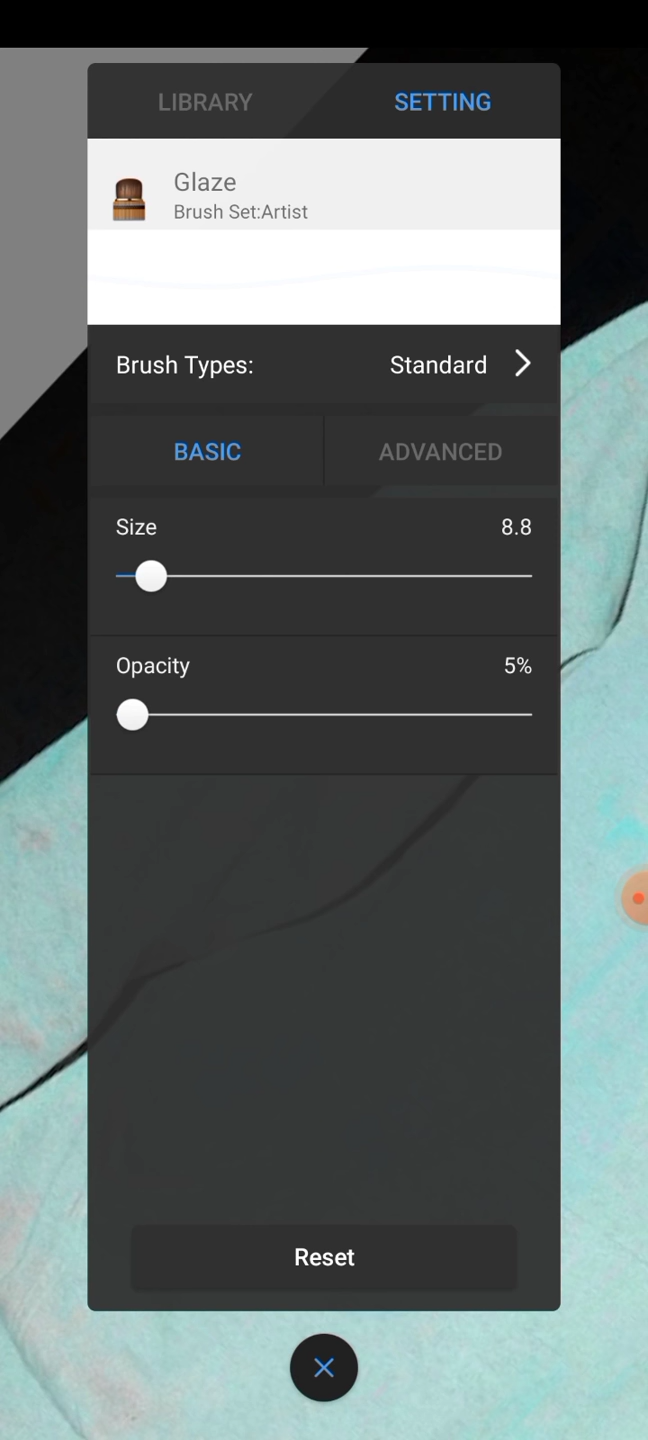 LIBRARY SETTING
Glaze
Brush Set:Artist
Brush Types: Standard
BASIC ADVANCED
Size 8.8
Opacity 5%
Reset